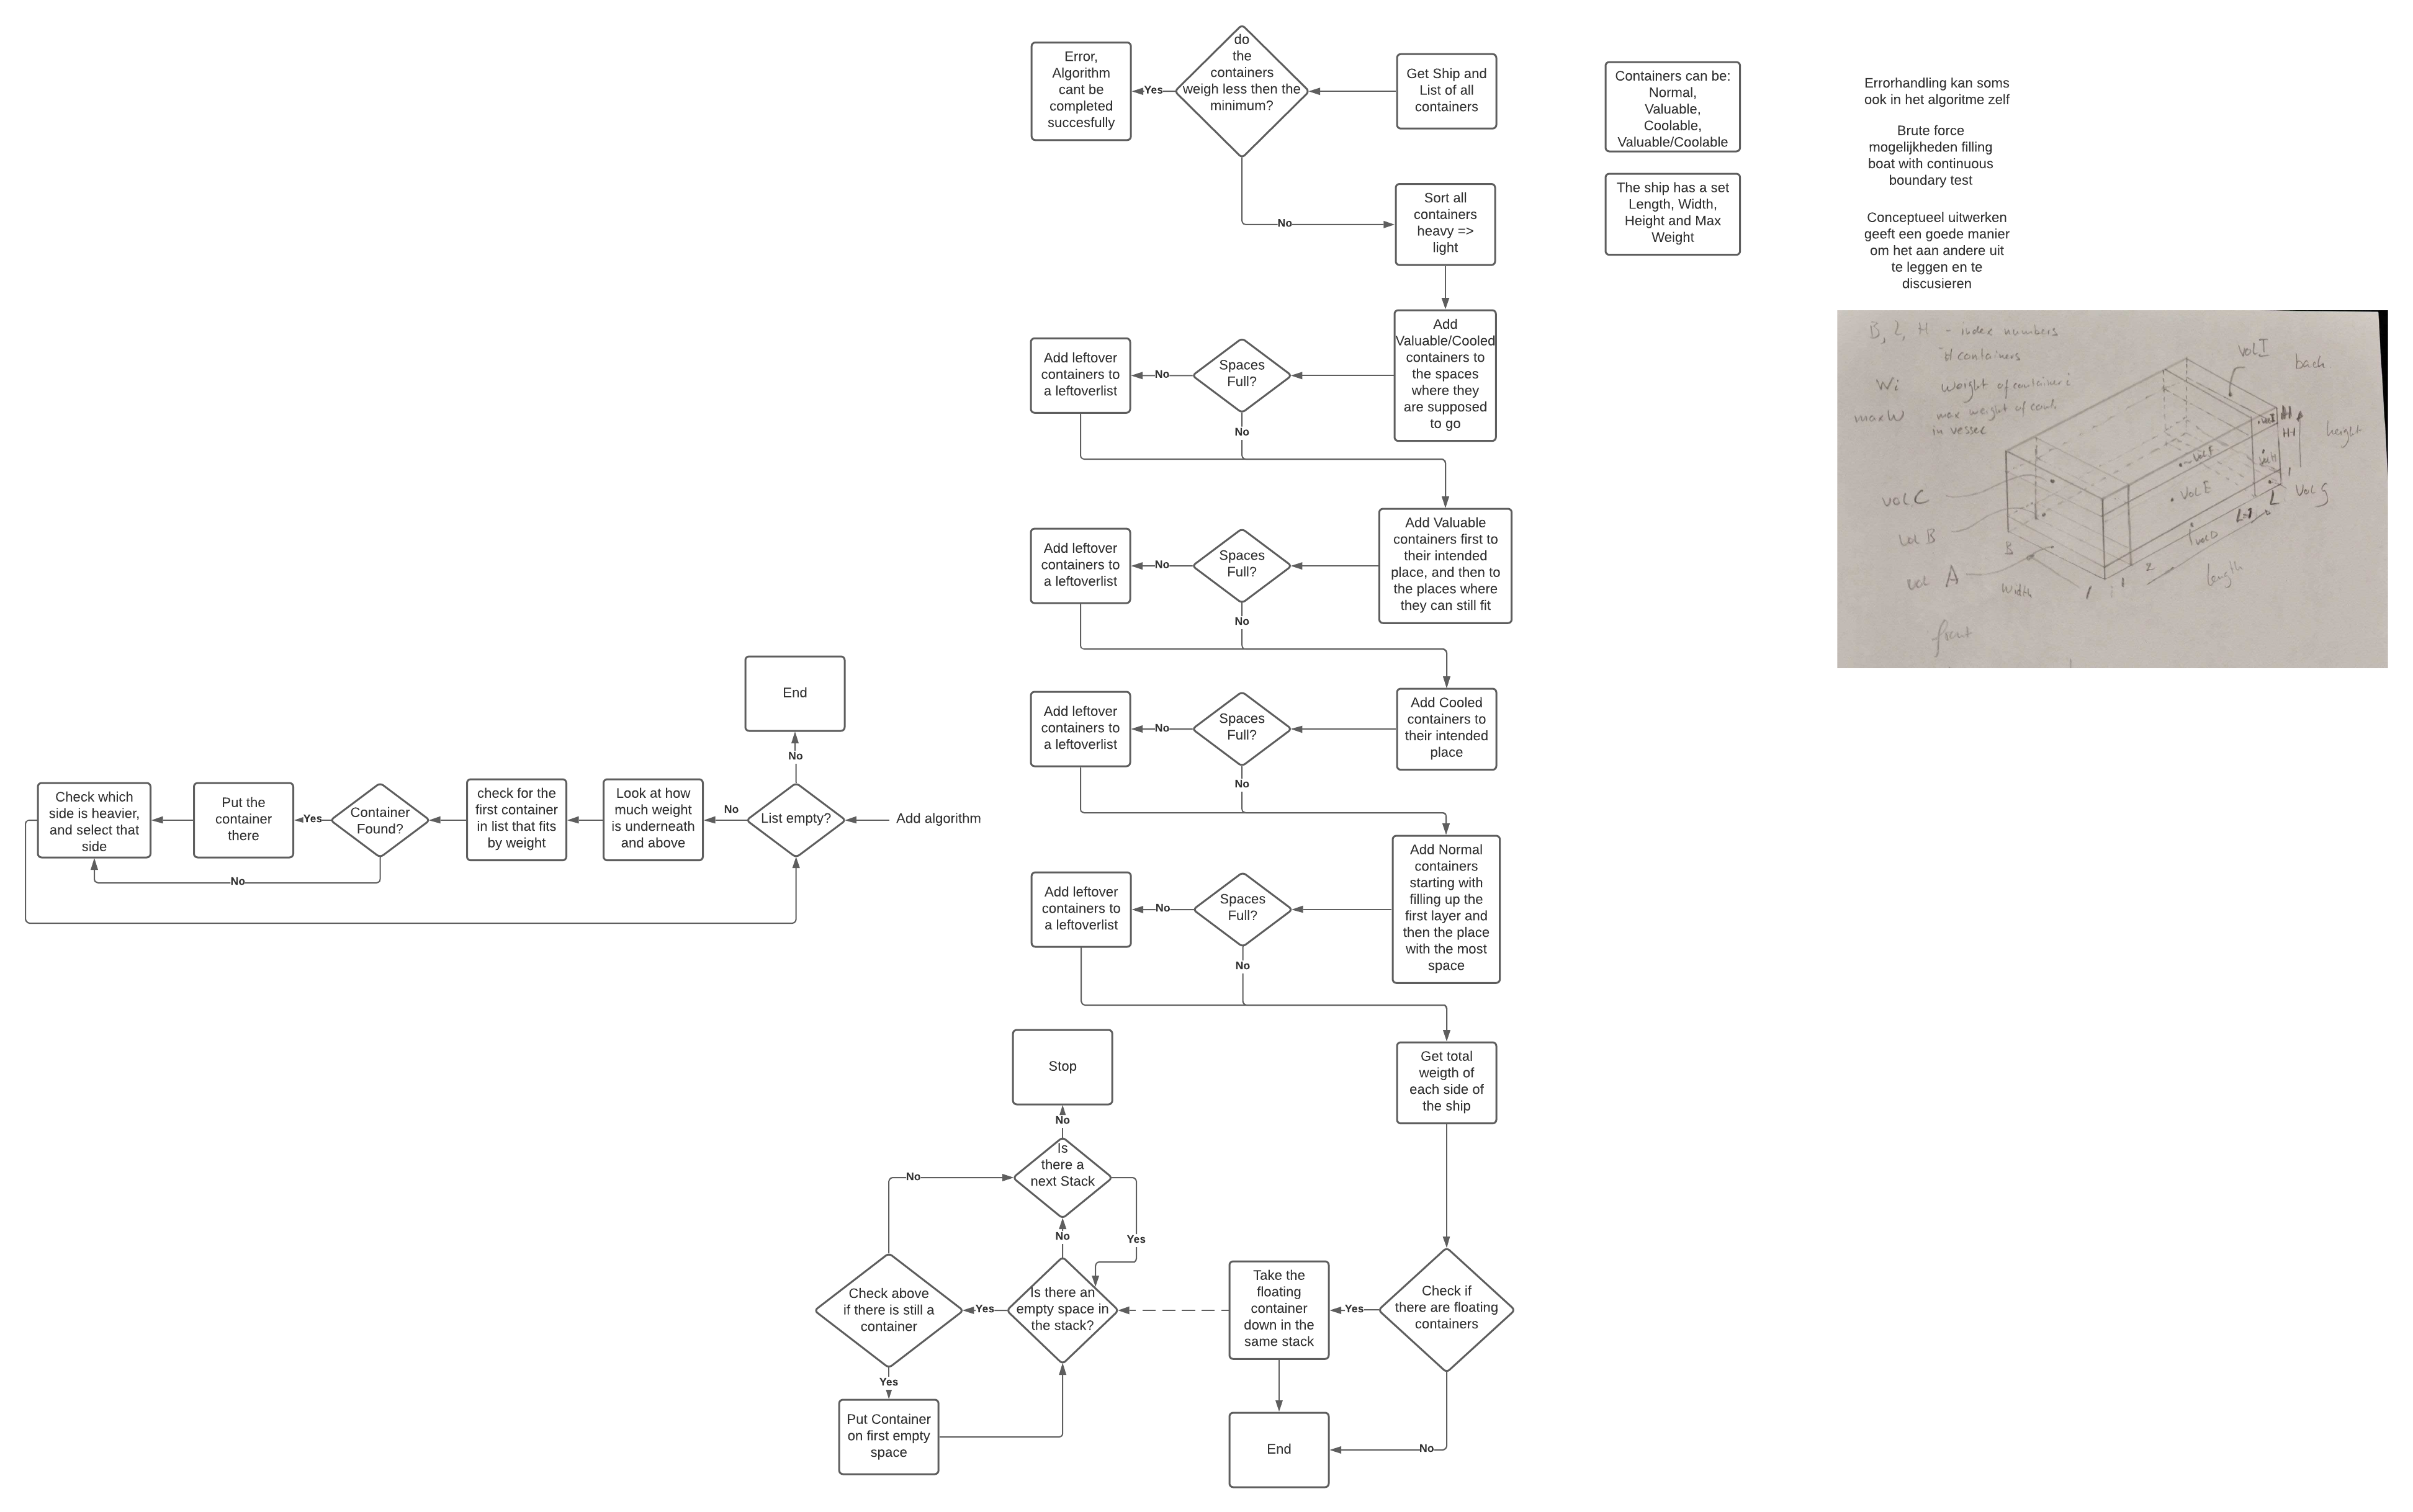 do
the
containers
weigh less then the
minimum?
Yes
Error,
Algorithm
cant be
completed
succesfully
Get Ship and
List of all
containers
No
Sort all
containers
heavy =>
light
Add
Valuable/Cooled
containers to
the spaces
where they
are supposed
to go
Spaces
Full?
No
Add leftover
containers to
a leftoverlist
No
Add Valuable
containers first to
their intended
place, and then to
the places where
they can still fit
Spaces
Full?
No
Add leftover
containers to
a leftoverlist
No
Add Cooled
containers to
their intended
place
Spaces
Full?
No
Add leftover
containers to
a leftoverlist
No
Add Normal
containers
starting with
filling up the
first layer and
then the place
with the most
space
Spaces
Full?
No
Add leftover
containers to
a leftoverlist
No
Get total
weigth of
each side of
the ship
Check if
there are floating
containers
Yes
Take the
floating
container
down in the
same stack
No
End
Is there an
empty space in
the stack?
Yes
Check above
if there is still a
container
Yes
Put Container
on first empty
space
No
No
Is
there a
next Stack
Yes
No
Stop
Add algorithm
List empty?
No
End
No
Look at how
much weight
is underneath
and above
check for the
first container
in list that fits
by weight
Container
Found?
Yes
Put the
container
there
No
Check which
side is heavier,
and select that
side
Containers can be:
Normal,
Valuable,
Coolable,
Valuable/Coolable
The ship has a set
Length, Width,
Height and Max
Weight
Errorhandling kan soms
ook in het algoritme zelf
Brute force
mogelijkheden filling
boat with continuous
boundary test
Conceptueel uitwerken
geeft een goede manier
om het aan andere uit
te leggen en te
discusieren
B, L, H - index numbers
containers
Wi weight of container i
maxW max weight of cont.
in vessel
vol I
back
height
vol C
vol B
vol A
vol E
vol F
vol H
vol G
vol D
H
L
L-1
B
1
1
2
width
length
front